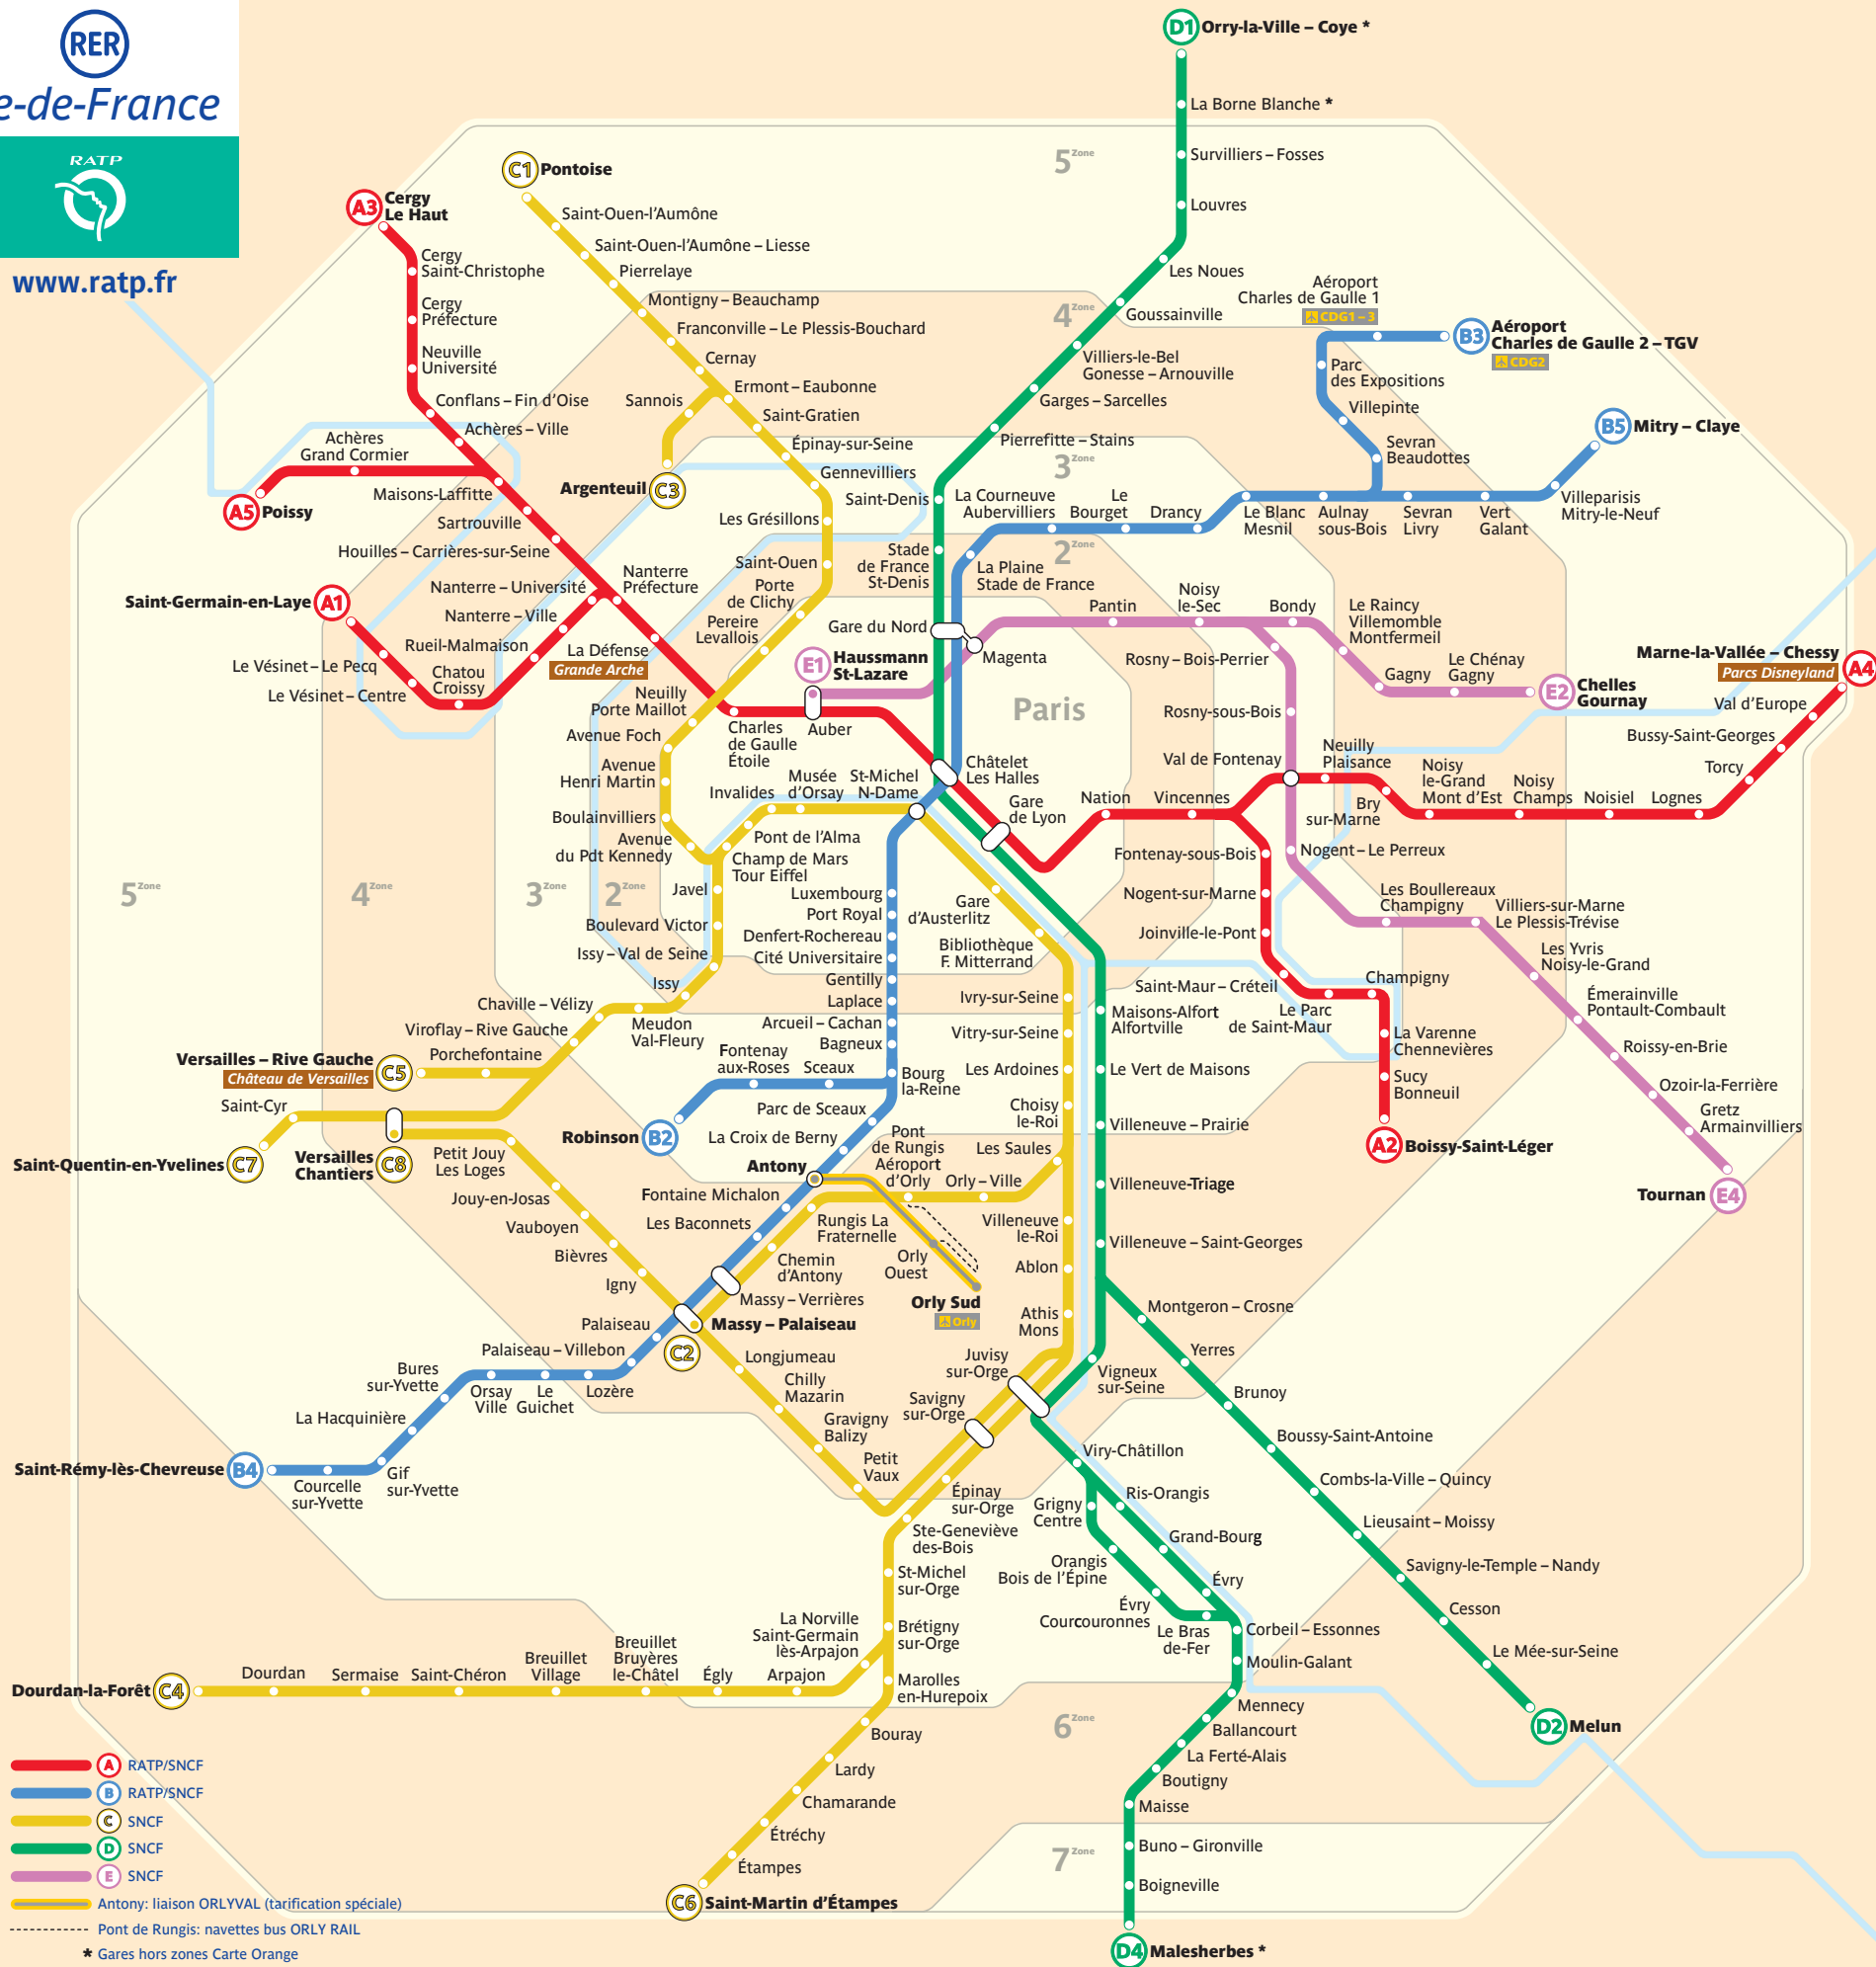 RER
e-de-France
RATP
www.ratp.fr
D1 Orry-la-Ville – Coye *
La Borne Blanche *
Survilliers – Fosses
Louvres
Les Noues
Goussainville
Villiers-le-Bel
Gonesse – Arnouville
Garges – Sarcelles
Pierrefitte – Stains
Saint-Denis
Stade
de France
St-Denis
5 Zone
4 Zone
3 Zone
2 Zone
Paris
C1 Pontoise
Saint-Ouen-l'Aumône
Saint-Ouen-l'Aumône – Liesse
Pierrelaye
Montigny – Beauchamp
Franconville – Le Plessis-Bouchard
Cernay
Ermont – Eaubonne
Sannois
Argenteuil C3
Saint-Gratien
Épinay-sur-Seine
Gennevilliers
Les Grésillons
Saint-Ouen
Porte
de Clichy
Pereire
Levallois
Neuilly
Porte Maillot
Avenue Foch
Avenue
Henri Martin
Boulainvilliers
Avenue
du Pdt Kennedy
A3 Cergy
Le Haut
Cergy
Saint-Christophe
Cergy
Préfecture
Neuville
Université
Conflans – Fin d'Oise
Achères – Ville
Achères
Grand Cormier
A5 Poissy
Maisons-Laffitte
Sartrouville
Houilles – Carrières-sur-Seine
Nanterre – Université
Nanterre
Préfecture
Nanterre – Ville
Rueil-Malmaison
Saint-Germain-en-Laye A1
Le Vésinet – Le Pecq
Le Vésinet – Centre
Chatou
Croissy
La Défense
Grande Arche
Charles
de Gaulle
Étoile
Auber
E1 Haussmann
St-Lazare
Gare du Nord
Magenta
Châtelet
Les Halles
Gare
de Lyon
Aéroport
Charles de Gaulle 1
CDG1 – 3
B3 Aéroport
Charles de Gaulle 2 – TGV
CDG2
Parc
des Expositions
Villepinte
Sevran
Beaudottes
B5 Mitry – Claye
Villeparisis
Mitry-le-Neuf
Vert
Galant
Sevran
Livry
Aulnay
sous-Bois
Le Blanc
Mesnil
Drancy
Le
Bourget
La Courneuve
Aubervilliers
La Plaine
Stade de France
Pantin
Noisy
le-Sec
Bondy
Le Raincy
Villemomble
Montfermeil
Gagny
Le Chénay
Gagny
E2 Chelles
Gournay
Rosny – Bois-Perrier
Rosny-sous-Bois
Val de Fontenay
Nogent – Le Perreux
Les Boullereaux
Champigny
Villiers-sur-Marne
Le Plessis-Trévise
Les Yvris
Noisy-le-Grand
Émerainville
Pontault-Combault
Roissy-en-Brie
Ozoir-la-Ferrière
Gretz
Armainvilliers
Tournan E4
Marne-la-Vallée – Chessy A4
Parcs Disneyland
Val d'Europe
Bussy-Saint-Georges
Torcy
Lognes
Noisiel
Noisy
Champs
Noisy
le-Grand
Mont d'Est
Bry
sur-Marne
Neuilly
Plaisance
Nation
Vincennes
Fontenay-sous-Bois
Nogent-sur-Marne
Joinville-le-Pont
Saint-Maur – Créteil
Le Parc
de Saint-Maur
Champigny
La Varenne
Chennevières
Sucy
Bonneuil
A2 Boissy-Saint-Léger
5 Zone
4 Zone
3 Zone
2 Zone
Invalides
Musée
d'Orsay
St-Michel
N-Dame
Pont de l'Alma
Champ de Mars
Tour Eiffel
Javel
Boulevard Victor
Issy – Val de Seine
Issy
Meudon
Val-Fleury
Chaville – Vélizy
Viroflay – Rive Gauche
Porchefontaine
Versailles – Rive Gauche C5
Château de Versailles
Saint-Cyr
Saint-Quentin-en-Yvelines C7
Versailles
Chantiers C8
Petit Jouy
Les Loges
Jouy-en-Josas
Vauboyen
Bièvres
Igny
Luxembourg
Port Royal
Denfert-Rochereau
Cité Universitaire
Gentilly
Laplace
Arcueil – Cachan
Bagneux
Bourg
la-Reine
Sceaux
Fontenay
aux-Roses
Robinson B2
Parc de Sceaux
La Croix de Berny
Antony
Fontaine Michalon
Les Baconnets
Massy – Verrières
Massy – Palaiseau
C2
Palaiseau
Palaiseau – Villebon
Lozère
Le
Guichet
Orsay
Ville
Bures
sur-Yvette
La Hacquinière
Gif
sur-Yvette
Courcelle
sur-Yvette
Saint-Rémy-lès-Chevreuse B4
Gare
d'Austerlitz
Bibliothèque
F. Mitterrand
Ivry-sur-Seine
Vitry-sur-Seine
Les Ardoines
Choisy
le-Roi
Les Saules
Orly – Ville
Pont
de Rungis
Aéroport
d'Orly
Rungis La
Fraternelle
Chemin
d'Antony
Orly
Ouest
Orly Sud
Orly
Villeneuve
le-Roi
Ablon
Athis
Mons
Juvisy
sur-Orge
Savigny
sur-Orge
Longjumeau
Chilly
Mazarin
Gravigny
Balizy
Petit
Vaux
Épinay
sur-Orge
Ste-Geneviève
des-Bois
St-Michel
sur-Orge
Brétigny
sur-Orge
Marolles
en-Hurepoix
Bouray
Lardy
Chamarande
Étréchy
Étampes
C6 Saint-Martin d'Étampes
La Norville
Saint-Germain
lès-Arpajon
Arpajon
Égly
Breuillet
Bruyères
le-Châtel
Breuillet
Village
Saint-Chéron
Sermaise
Dourdan
Dourdan-la-Forêt C4
Maisons-Alfort
Alfortville
Le Vert de Maisons
Villeneuve – Prairie
Villeneuve-Triage
Villeneuve – Saint-Georges
Montgeron – Crosne
Yerres
Brunoy
Boussy-Saint-Antoine
Combs-la-Ville – Quincy
Lieusaint – Moissy
Savigny-le-Temple – Nandy
Cesson
Le Mée-sur-Seine
D2 Melun
Vigneux
sur-Seine
Viry-Châtillon
Ris-Orangis
Grand-Bourg
Évry
Grigny
Centre
Orangis
Bois de l'Épine
Évry
Courcouronnes
Le Bras
de-Fer
Corbeil – Essonnes
Moulin-Galant
Mennecy
Ballancourt
La Ferté-Alais
Boutigny
Maisse
Buno – Gironville
Boigneville
D4 Malesherbes *
6 Zone
7 Zone
A RATP/SNCF
B RATP/SNCF
C SNCF
D SNCF
E SNCF
Antony: liaison ORLYVAL (tarification spéciale)
Pont de Rungis: navettes bus ORLY RAIL
* Gares hors zones Carte Orange